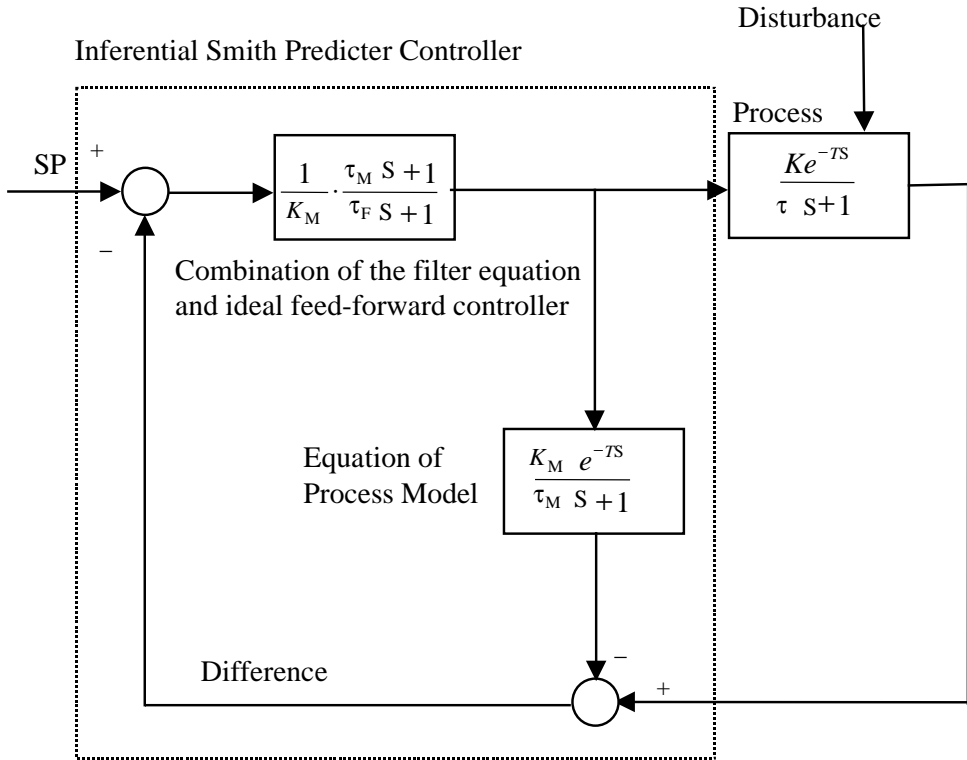 Disturbance
Inferential Smith Predicter Controller
Process
SP
+
−
1/K_M · τ_M S + 1/τ_F S + 1
Ke^{−TS}/τ S+1
Combination of the filter equation
and ideal feed-forward controller
Equation of
Process Model
K_M e^{−TS}/τ_M S + 1
−
Difference
+